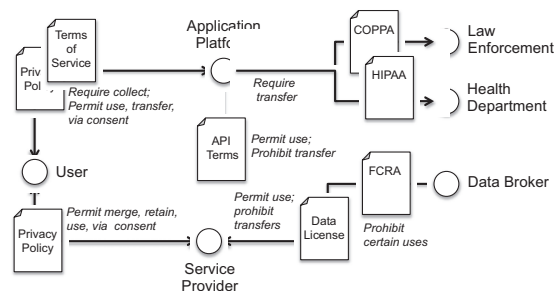 Terms
of
Service
Application
COPPA
Law
Enforcement
HIPAA
Require collect;
Permit use, transfer,
via consent
Require
transfer
Health
Department
API
Terms
Permit use;
Prohibit transfer
User
FCRA
Data Broker
Privacy
Policy
Permit merge, retain,
use, via consent
Permit use;
prohibit
transfers
Data
License
Prohibit
certain uses
Service
Provider